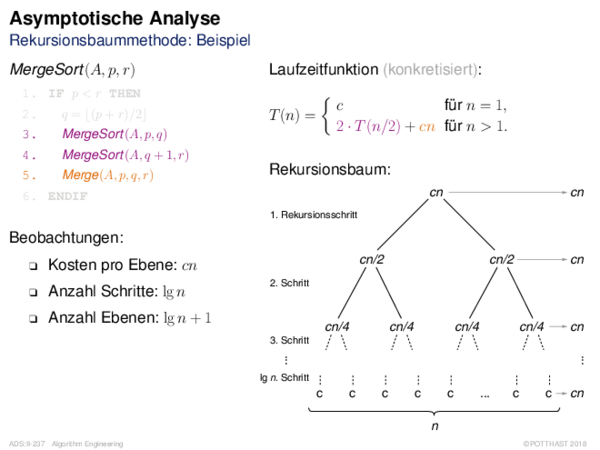 Asymptotische Analyse
Rekursionsbaummethode: Beispiel
MergeSort(A, p, r)
1. IF p < r THEN
2. q = ⌊(p + r)/2⌋
3. MergeSort(A, p, q)
4. MergeSort(A, q + 1, r)
5. Merge(A, p, q, r)
6. ENDIF
Beobachtungen:
❑ Kosten pro Ebene: cn
❑ Anzahl Schritte: lg n
❑ Anzahl Ebenen: lg n + 1
Laufzeitfunktion (konkretisiert):
T(n) = { c für n = 1,
2 · T(n/2) + cn für n > 1.
Rekursionsbaum:
cn cn
1. Rekursionsschritt
cn/2 cn/2 cn
2. Schritt
cn/4 cn/4 cn/4 cn/4 cn
3. Schritt
⋮ ⋮
lg n. Schritt ⋮ ⋮ ⋮ ⋮ ⋮ ⋮ ⋮
c c c c c ... c c cn
n
ADS:II-237 Algorithm Engineering
© POTTHAST 2018